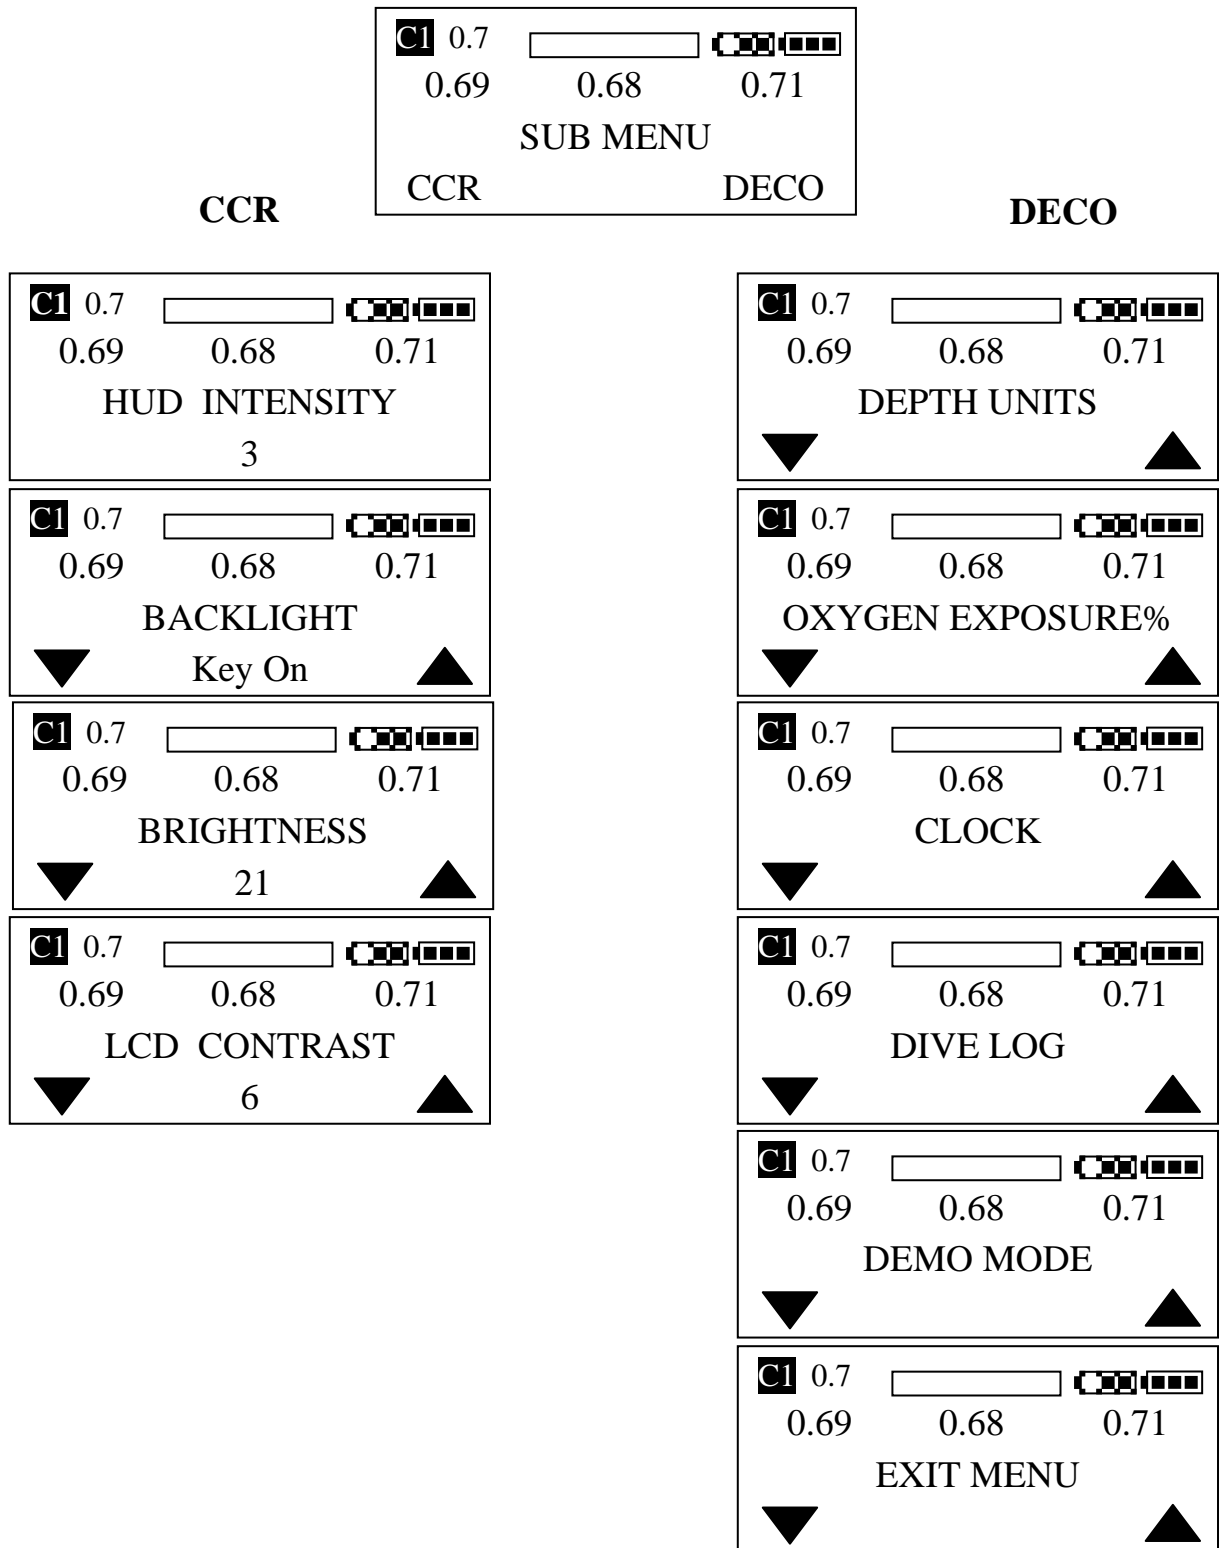 C1 0.7
0.69 0.68 0.71
SUB MENU
CCR DECO
CCR
DECO
C1 0.7
0.69 0.68 0.71
HUD INTENSITY
3
C1 0.7
0.69 0.68 0.71
BACKLIGHT
Key On
C1 0.7
0.69 0.68 0.71
BRIGHTNESS
21
C1 0.7
0.69 0.68 0.71
LCD CONTRAST
6
C1 0.7
0.69 0.68 0.71
DEPTH UNITS
C1 0.7
0.69 0.68 0.71
OXYGEN EXPOSURE%
C1 0.7
0.69 0.68 0.71
CLOCK
C1 0.7
0.69 0.68 0.71
DIVE LOG
C1 0.7
0.69 0.68 0.71
DEMO MODE
C1 0.7
0.69 0.68 0.71
EXIT MENU